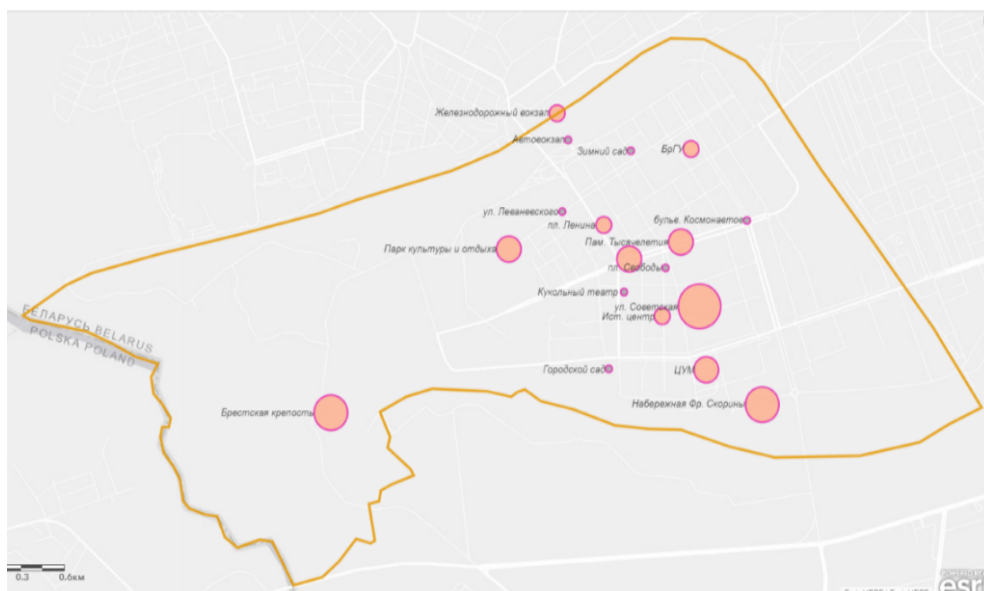 Железнодорожный вокзал
Автовокзал
Зимний сад
БрГУ
ул. Леваневского
пл. Ленина
бульв. Космонавтов
Парк культуры и отдыха
Пам. Тысячелетия
пл. Свободы
Кукольный театр
ул. Советская
Ист. центр
БЕЛАРУСЬ BELARUS
POLSKA POLAND
Городской сад
ЦУМ
Набережная Фр. Скорины
Брестская крепость
0.3 0.6км
esri